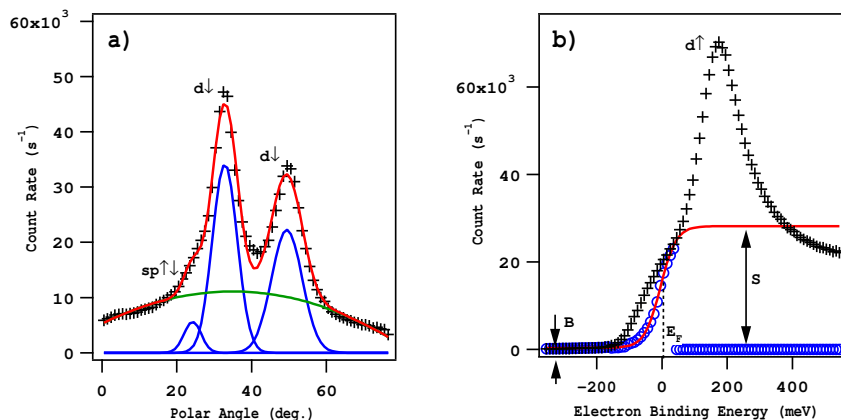 60x10³
50
40
30
20
10
0
Count Rate (s⁻¹)
a)
d↓
d↓
sp↑↓
0
20
40
60
Polar Angle (deg.)
60x10³
40
20
0
Count Rate (s⁻¹)
b)
d↑
S
B
E_F
−200
0
200
400
Electron Binding Energy (meV)